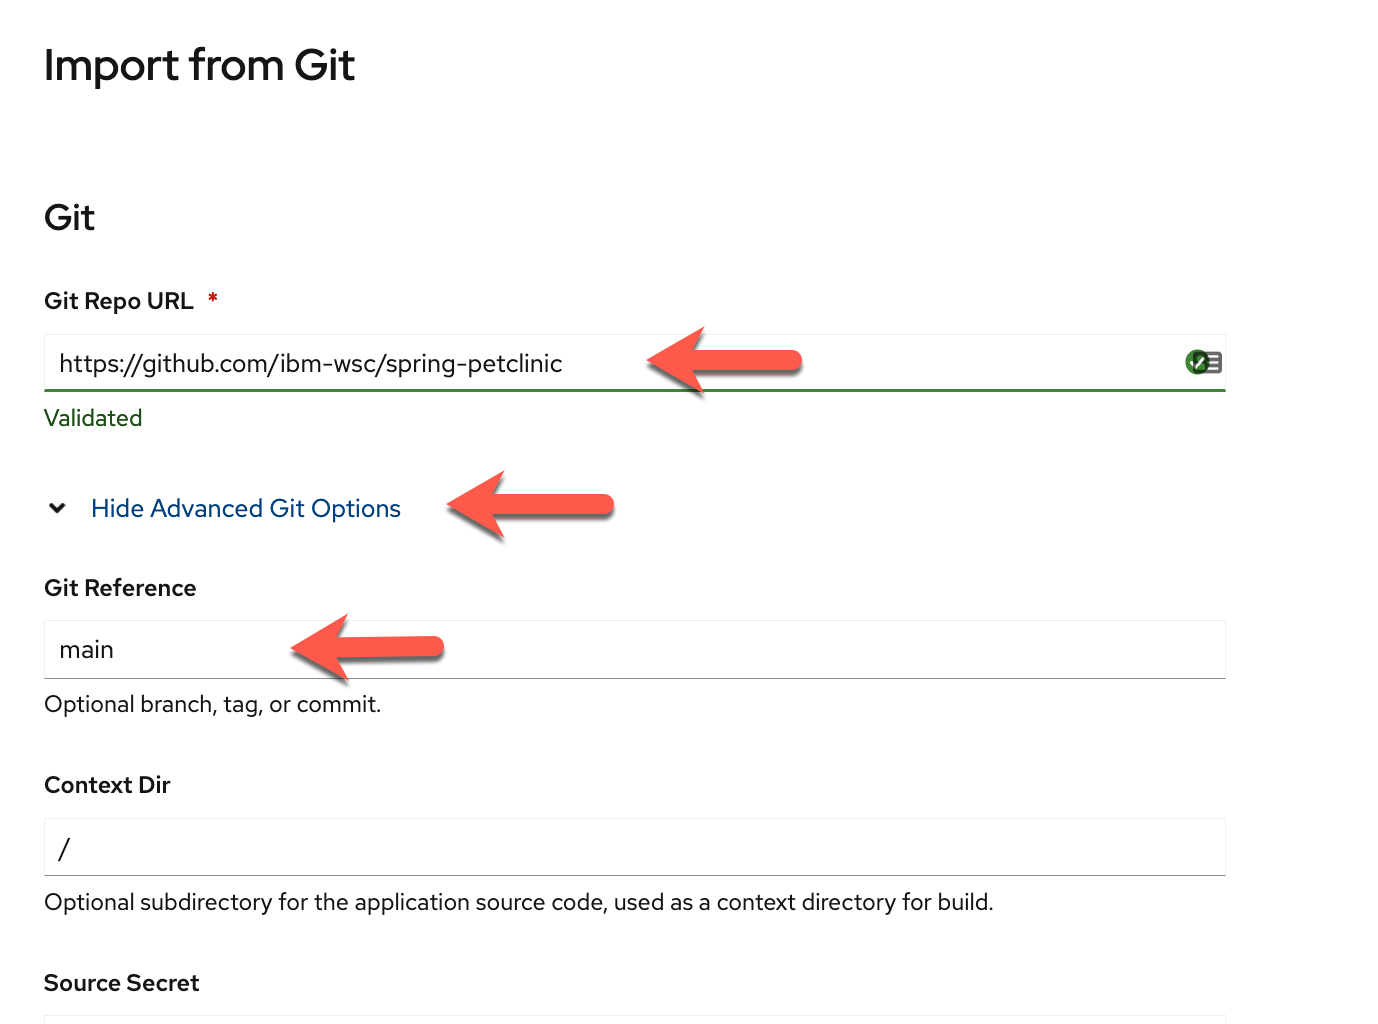 Import from Git
Git
Git Repo URL *
https://github.com/ibm-wsc/spring-petclinic
Validated
Hide Advanced Git Options
Git Reference
main
Optional branch, tag, or commit.
Context Dir
/
Optional subdirectory for the application source code, used as a context directory for build.
Source Secret